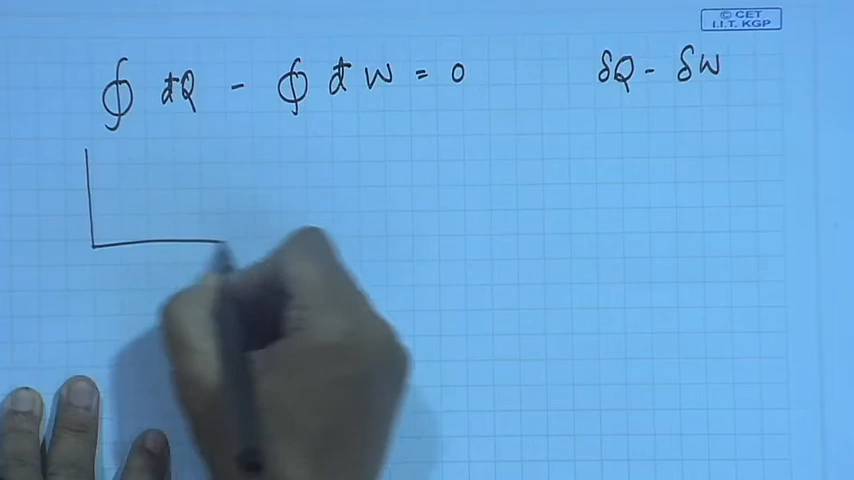 © CET
I.I.T. KGP
∮ đQ - ∮ đW = 0
δQ - δW